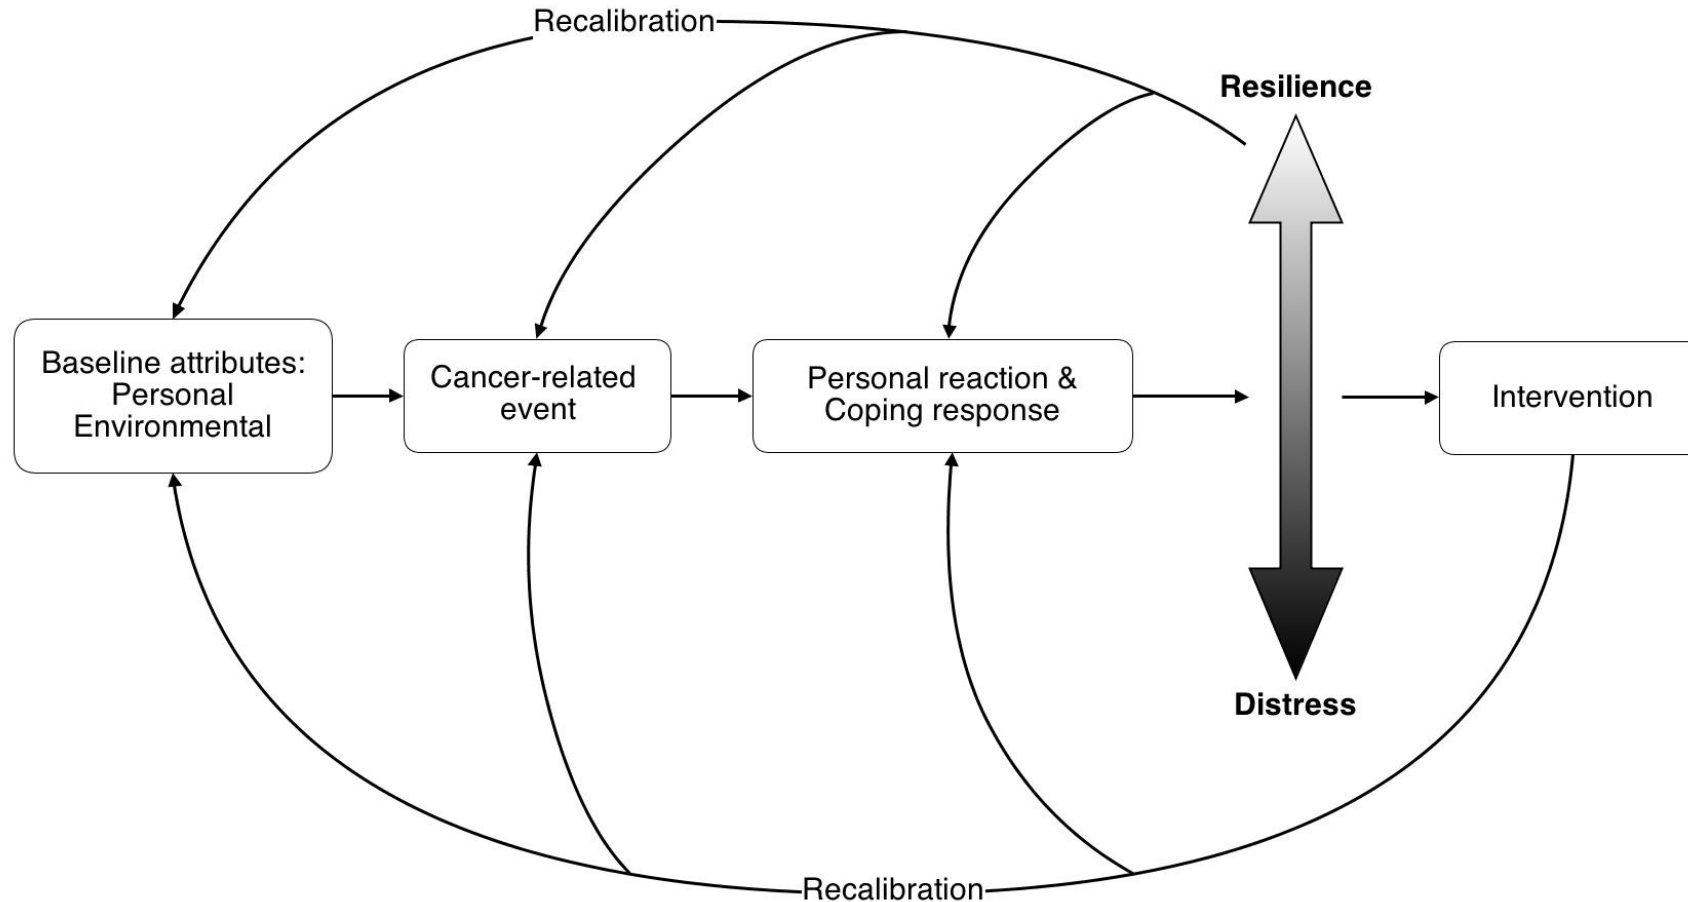 Recalibration
Resilience
Baseline attributes:
Personal
Environmental
Cancer-related
event
Personal reaction &
Coping response
Intervention
Distress
Recalibration